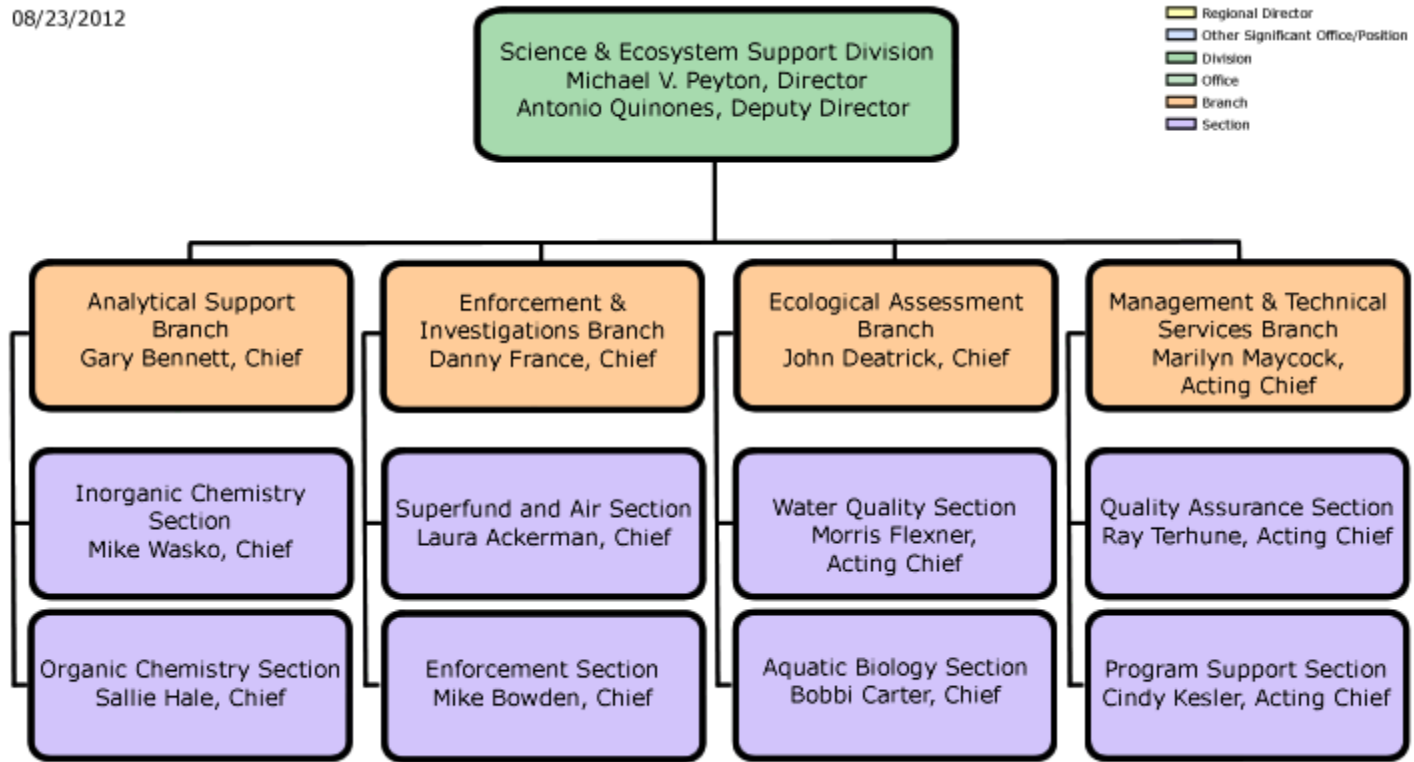 08/23/2012
Regional Director
Other Significant Office/Position
Division
Office
Branch
Section
Science & Ecosystem Support Division
Michael V. Peyton, Director
Antonio Quinones, Deputy Director
Analytical Support
Branch
Gary Bennett, Chief
Enforcement &
Investigations Branch
Danny France, Chief
Ecological Assessment
Branch
John Deatrick, Chief
Management & Technical
Services Branch
Marilyn Maycock,
Acting Chief
Inorganic Chemistry
Section
Mike Wasko, Chief
Superfund and Air Section
Laura Ackerman, Chief
Water Quality Section
Morris Flexner,
Acting Chief
Quality Assurance Section
Ray Terhune, Acting Chief
Organic Chemistry Section
Sallie Hale, Chief
Enforcement Section
Mike Bowden, Chief
Aquatic Biology Section
Bobbi Carter, Chief
Program Support Section
Cindy Kesler, Acting Chief